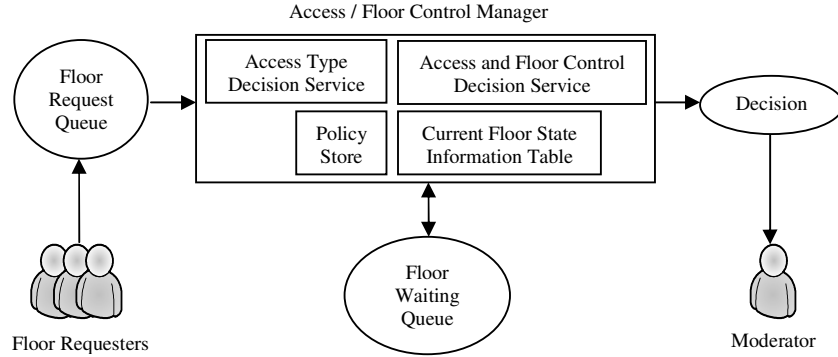 Access / Floor Control Manager
Floor
Request
Queue
Access Type
Decision Service
Access and Floor Control
Decision Service
Policy
Store
Current Floor State
Information Table
Decision
Floor
Waiting
Queue
Floor Requesters
Moderator